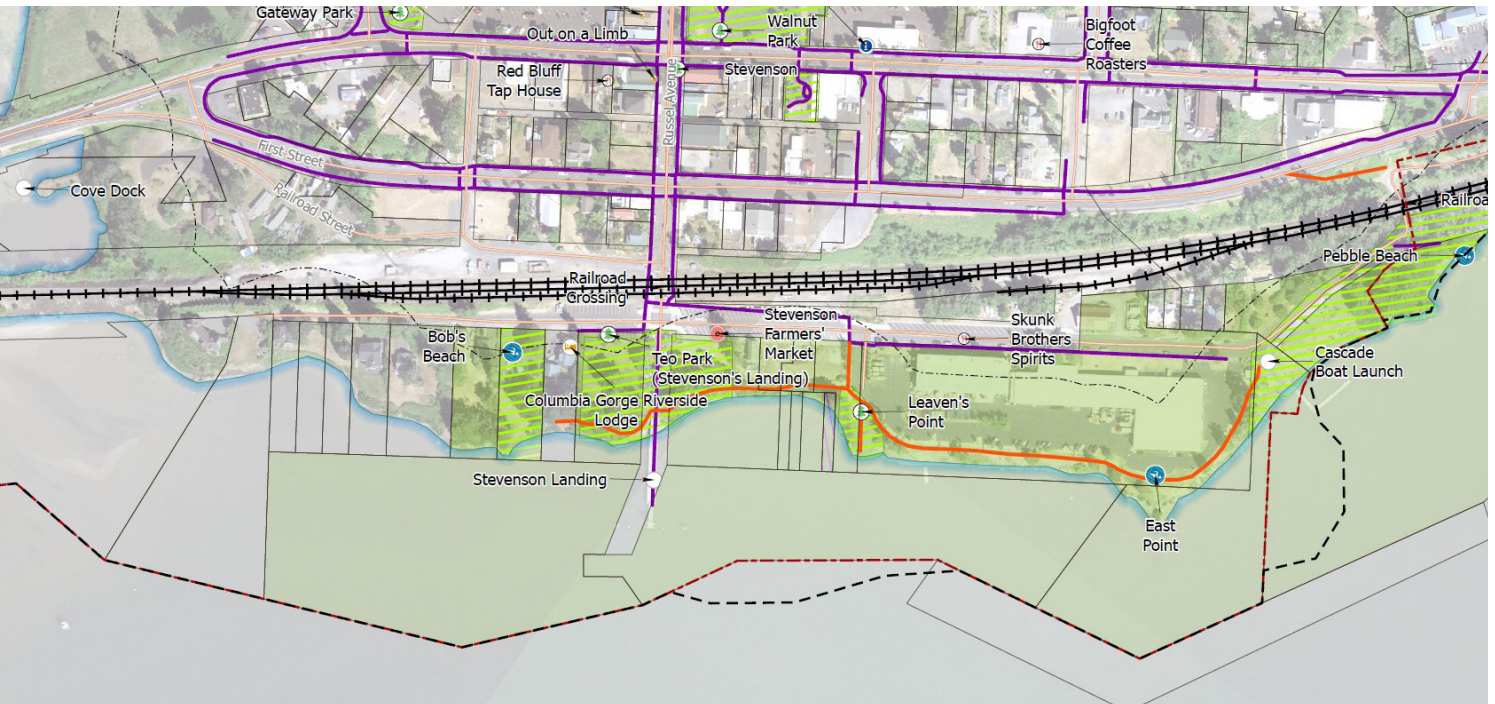 Gateway Park
Walnut
Park
Out on a Limb
Bigfoot
Coffee
Roasters
Red Bluff
Tap House
Stevenson
Russel Avenue
First Street
Cove Dock
Railroad Street
Railroa
Pebble Beach
Railroad
Crossing
Bob's
Beach
Stevenson
Farmers'
Market
Skunk
Brothers
Spirits
Teo Park
(Stevenson's Landing)
Cascade
Boat Launch
Columbia Gorge Riverside
Lodge
Leaven's
Point
Stevenson Landing
East
Point